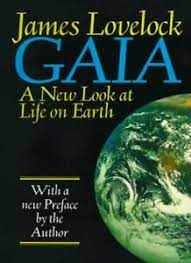 James Lovelock
GAIA
A New Look at
Life on Earth
With a
new Preface
by the
Author